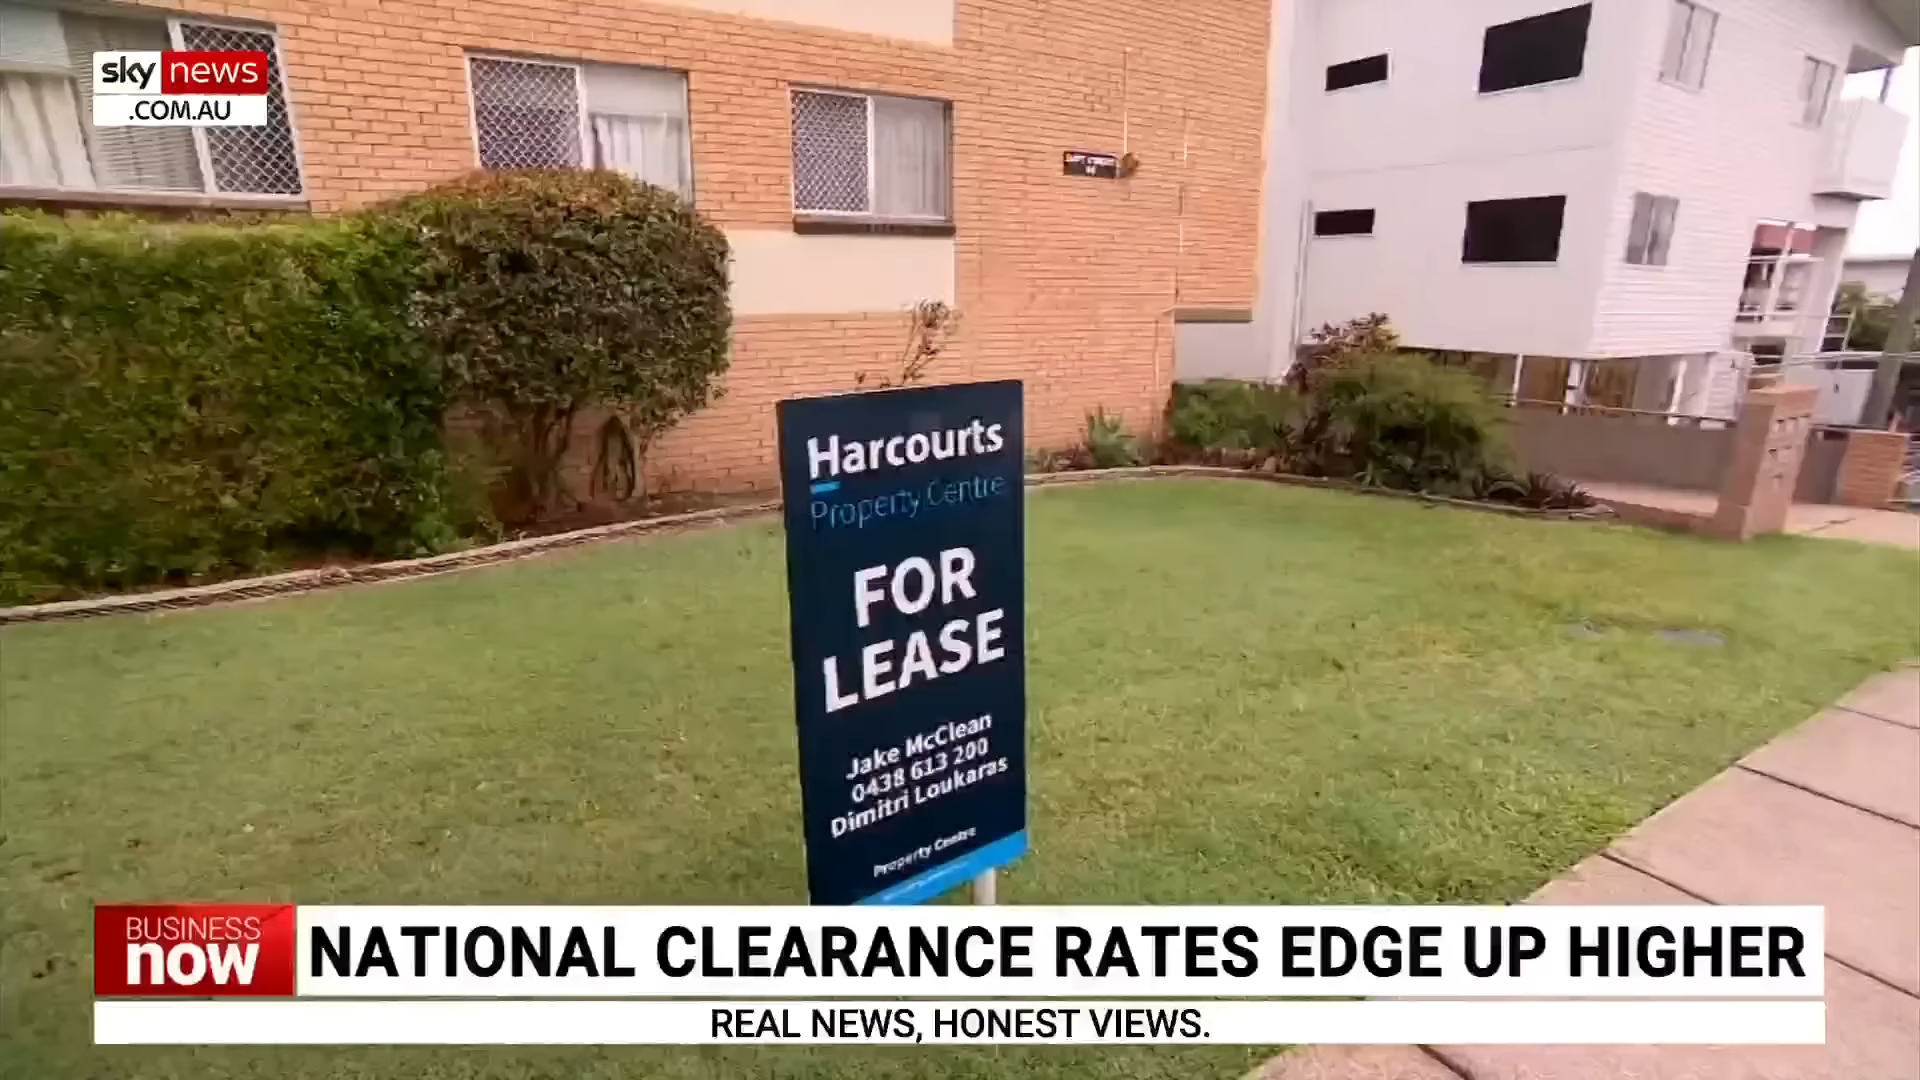 sky news
.COM.AU
Harcourts
Property Centre
FOR
LEASE
Jake McClean
0438 613 200
Dimitri Loukaras
Property Centre
BUSINESS
now
NATIONAL CLEARANCE RATES EDGE UP HIGHER
REAL NEWS, HONEST VIEWS.